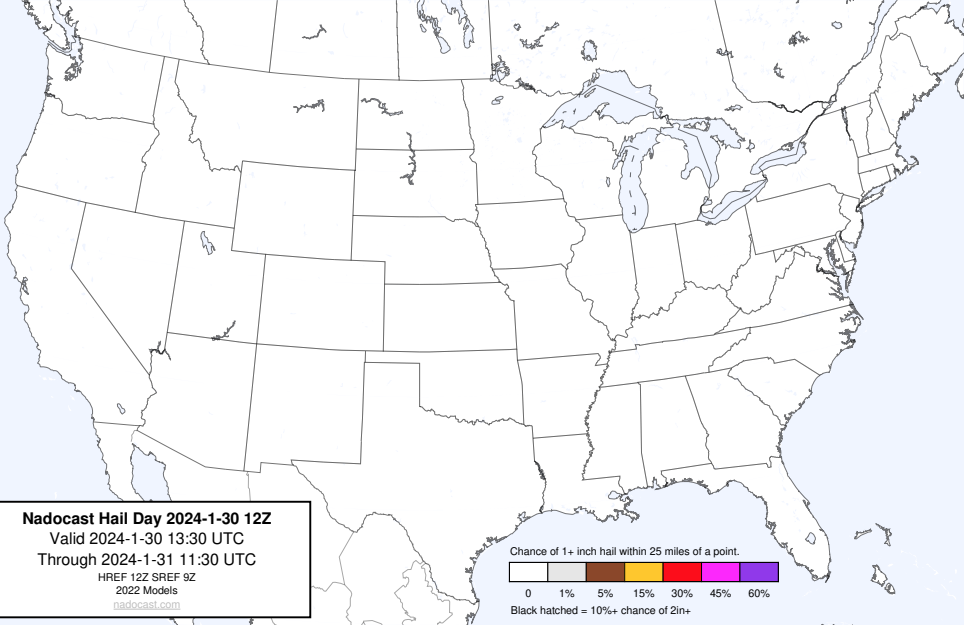 Nadocast Hail Day 2024-1-30 12Z
Valid 2024-1-30 13:30 UTC
Through 2024-1-31 11:30 UTC
HREF 12Z SREF 9Z
2022 Models
nadocast.com
Chance of 1+ inch hail within 25 miles of a point.
0 1% 5% 15% 30% 45% 60%
Black hatched = 10%+ chance of 2in+